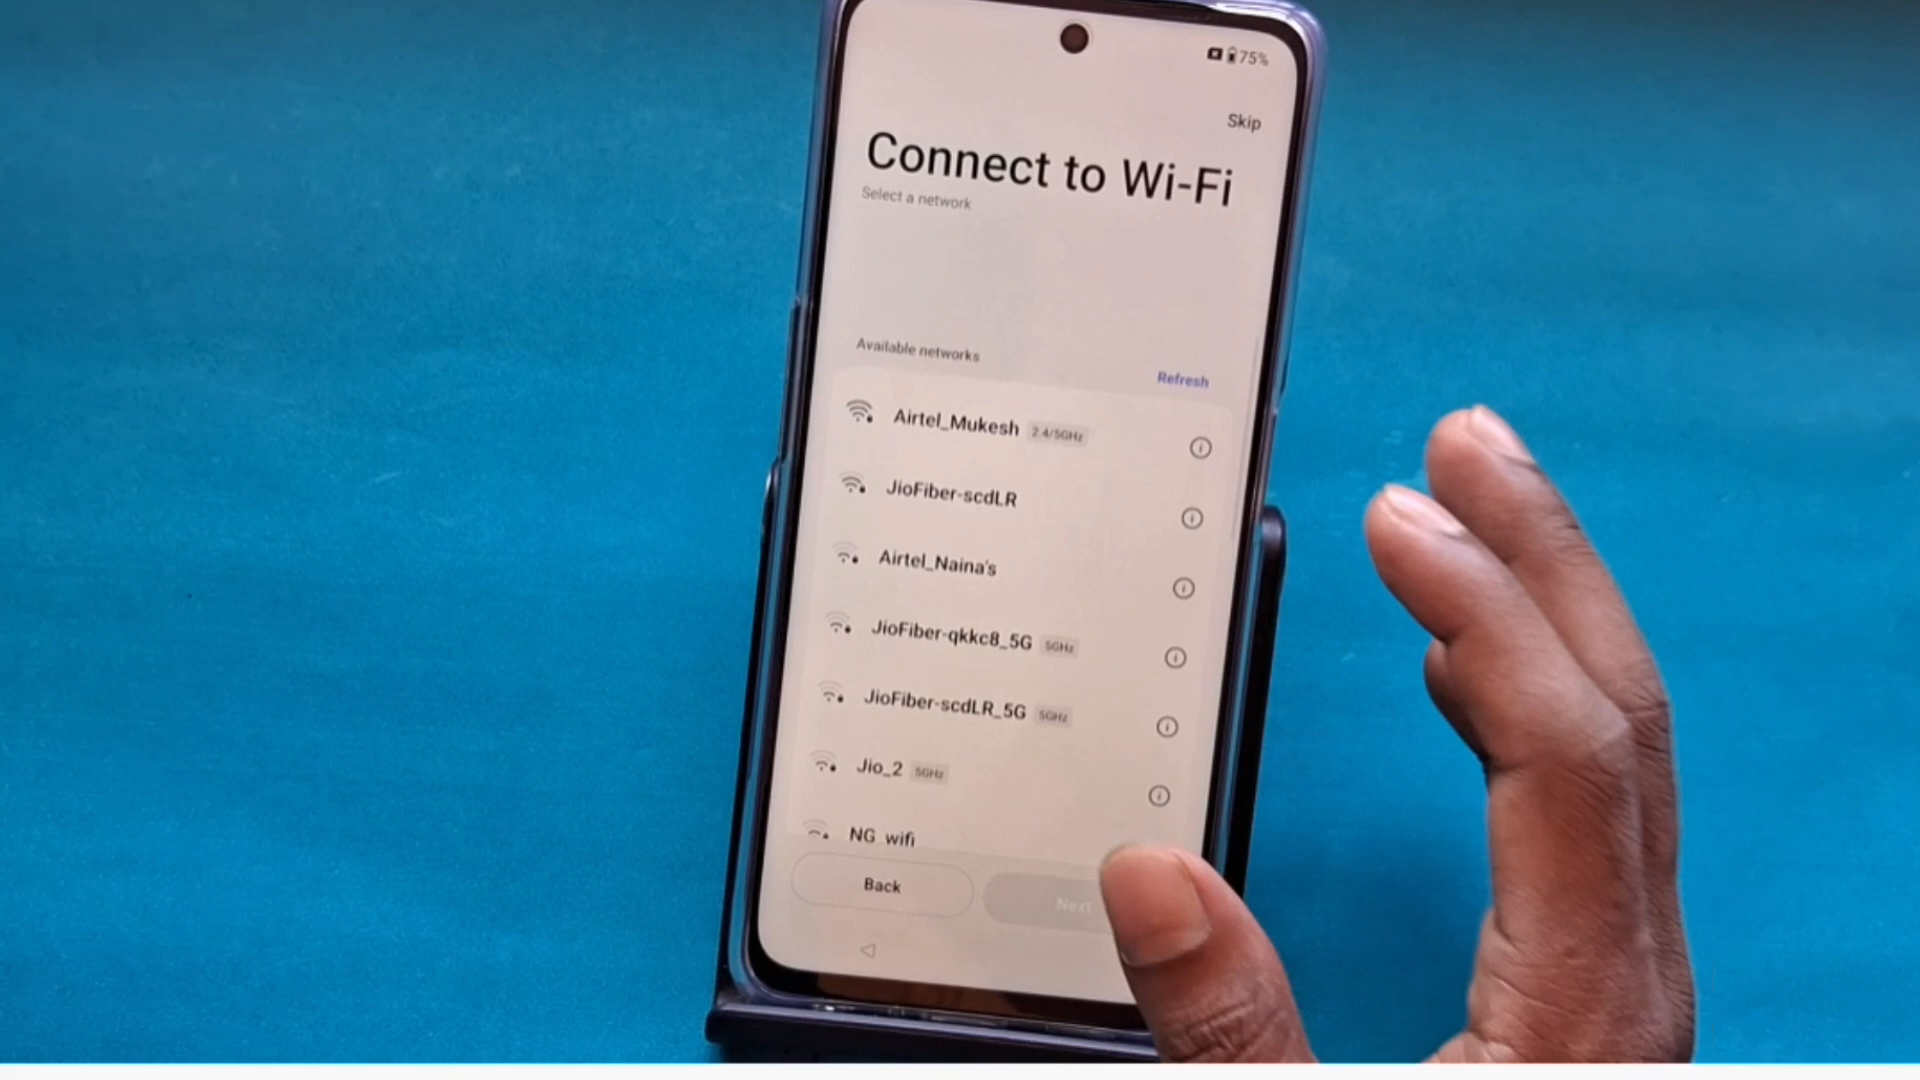 75%
Skip
Connect to Wi-Fi
Select a network
Available networks
Refresh
Airtel_Mukesh 2.4/5GHz
JioFiber-scdLR
Airtel_Naina's
JioFiber-qkkc8_5G 5GHz
JioFiber-scdLR_5G 5GHz
Jio_2 5GHz
NG_wifi
Back
Next